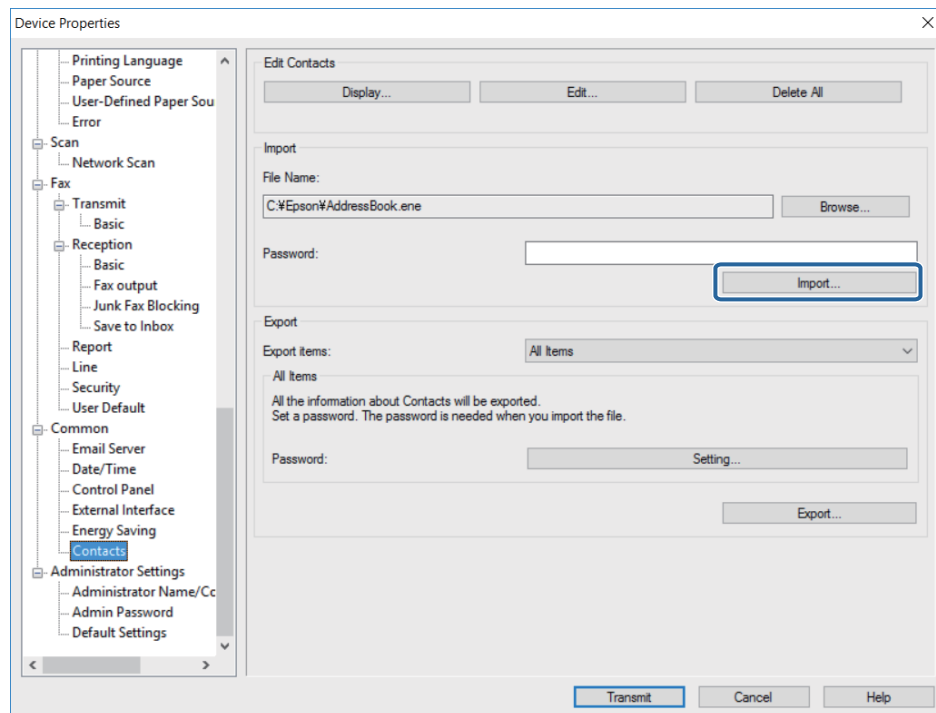 Device Properties
Printing Language
Paper Source
User-Defined Paper Sou
Error
Scan
Network Scan
Fax
Transmit
Basic
Reception
Basic
Fax output
Junk Fax Blocking
Save to Inbox
Report
Line
Security
User Default
Common
Email Server
Date/Time
Control Panel
External Interface
Energy Saving
Contacts
Administrator Settings
Administrator Name/Cc
Admin Password
Default Settings
Edit Contacts
Display... Edit... Delete All
Import
File Name:
C:¥Epson¥AddressBook.ene Browse...
Password:
Import...
Export
Export items: All Items
All Items
All the information about Contacts will be exported.
Set a password. The password is needed when you import the file.
Password: Setting...
Export...
Transmit Cancel Help